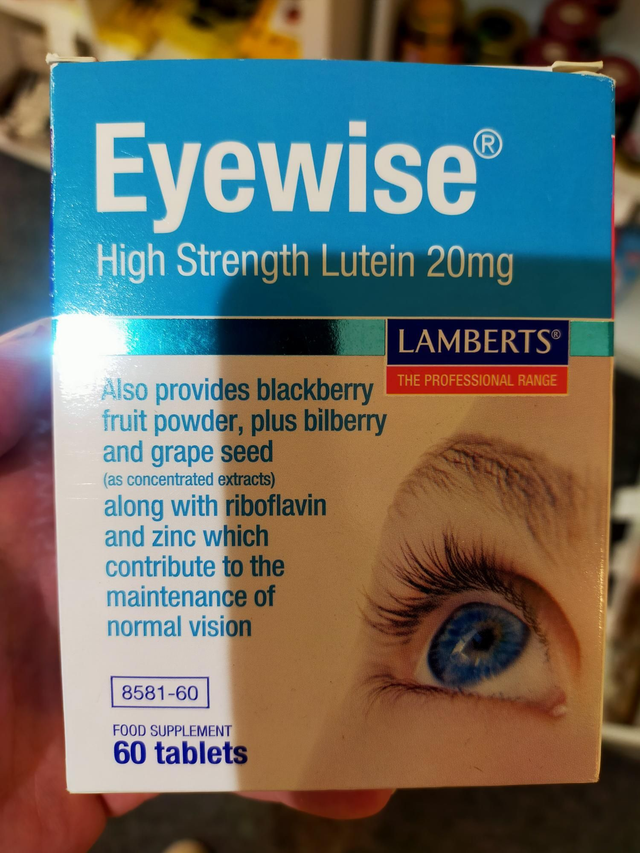 Eyewise®
High Strength Lutein 20mg
LAMBERTS®
THE PROFESSIONAL RANGE
Also provides blackberry
fruit powder, plus bilberry
and grape seed
(as concentrated extracts)
along with riboflavin
and zinc which
contribute to the
maintenance of
normal vision
8581-60
FOOD SUPPLEMENT
60 tablets